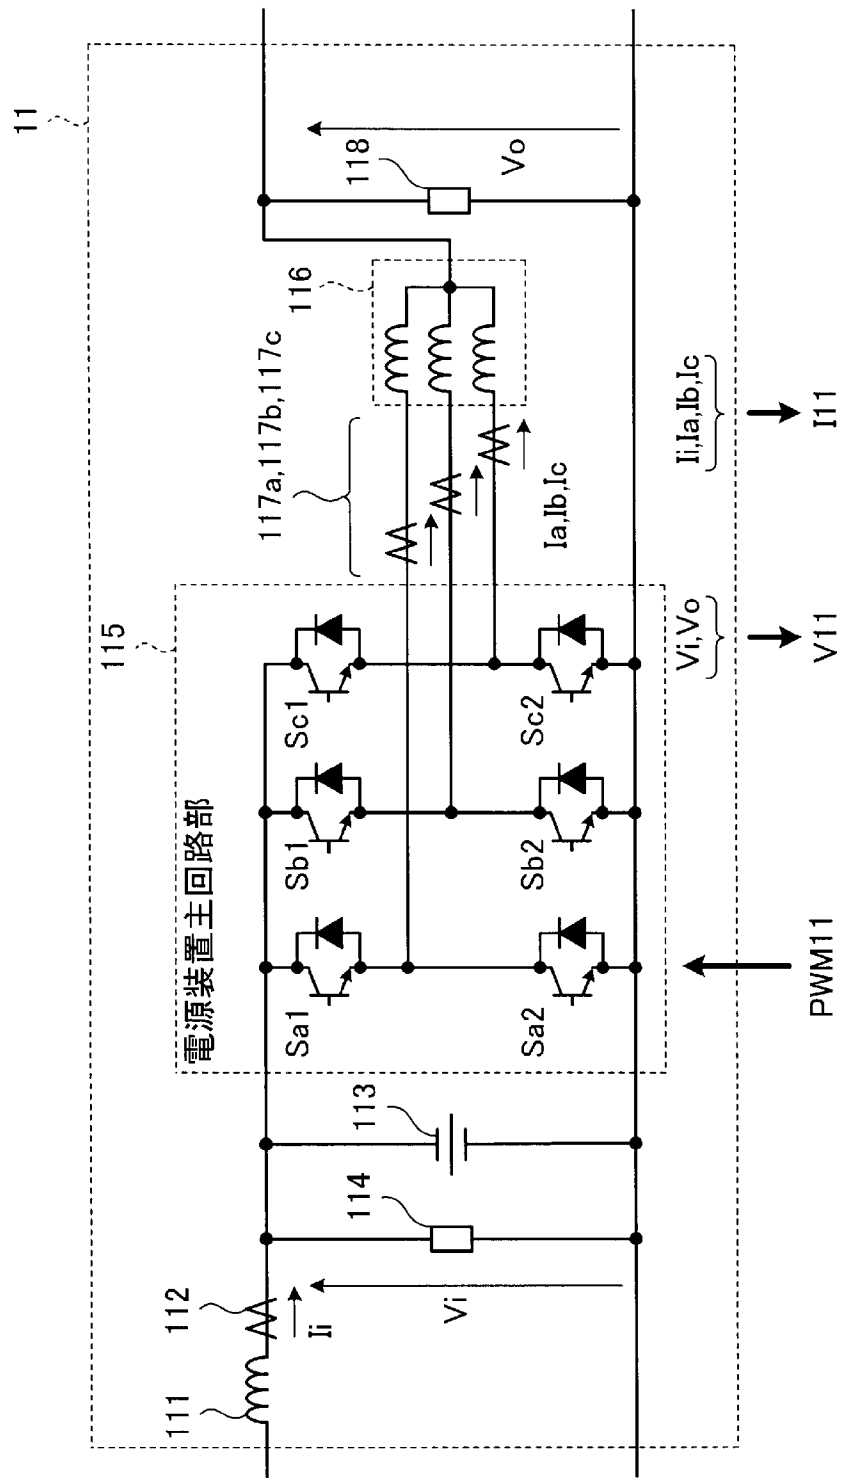 11
115
電源装置主回路部
111
112
Ii
Vi
114
113
Sa1
Sb1
Sc1
Sa2
Sb2
Sc2
117a,117b,117c
Ia,Ib,Ic
116
118
Vo
PWM11
Vi,Vo
V11
Ii,Ia,Ib,Ic
I11